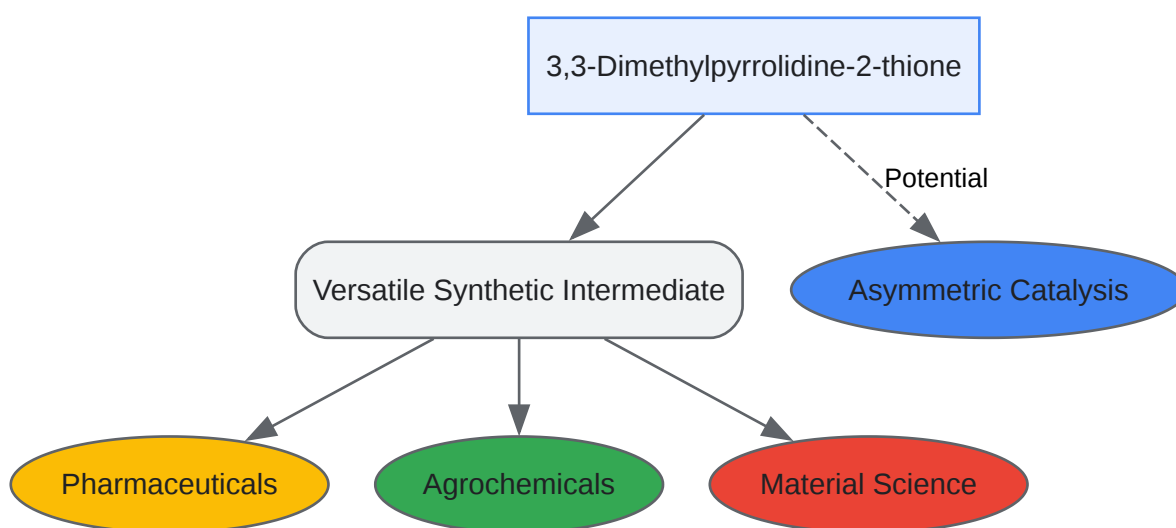 3,3-Dimethylpyrrolidine-2-thione
Potential
Versatile Synthetic Intermediate
Asymmetric Catalysis
Pharmaceuticals
Agrochemicals
Material Science